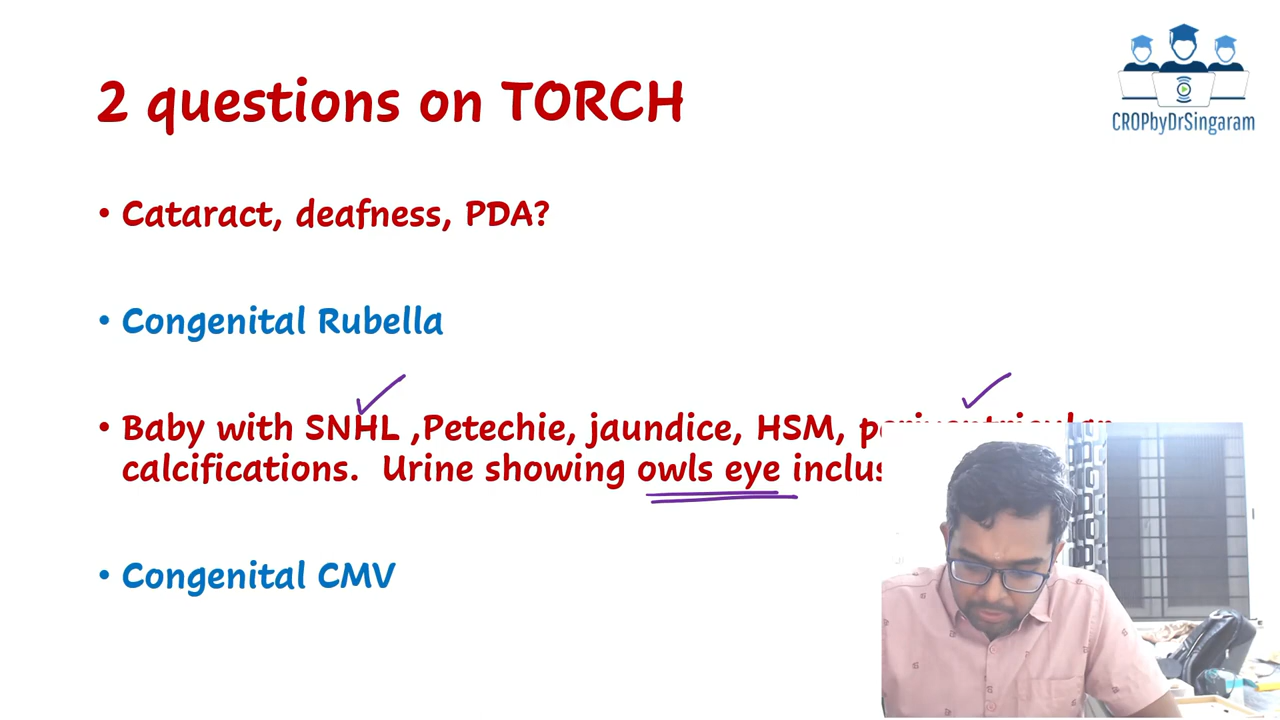 CROPbyDrSingaram
2 questions on TORCH
• Cataract, deafness, PDA?
• Congenital Rubella
• Baby with SNHL ,Petechie, jaundice, HSM, periventricular
calcifications. Urine showing owls eye
• Congenital CMV